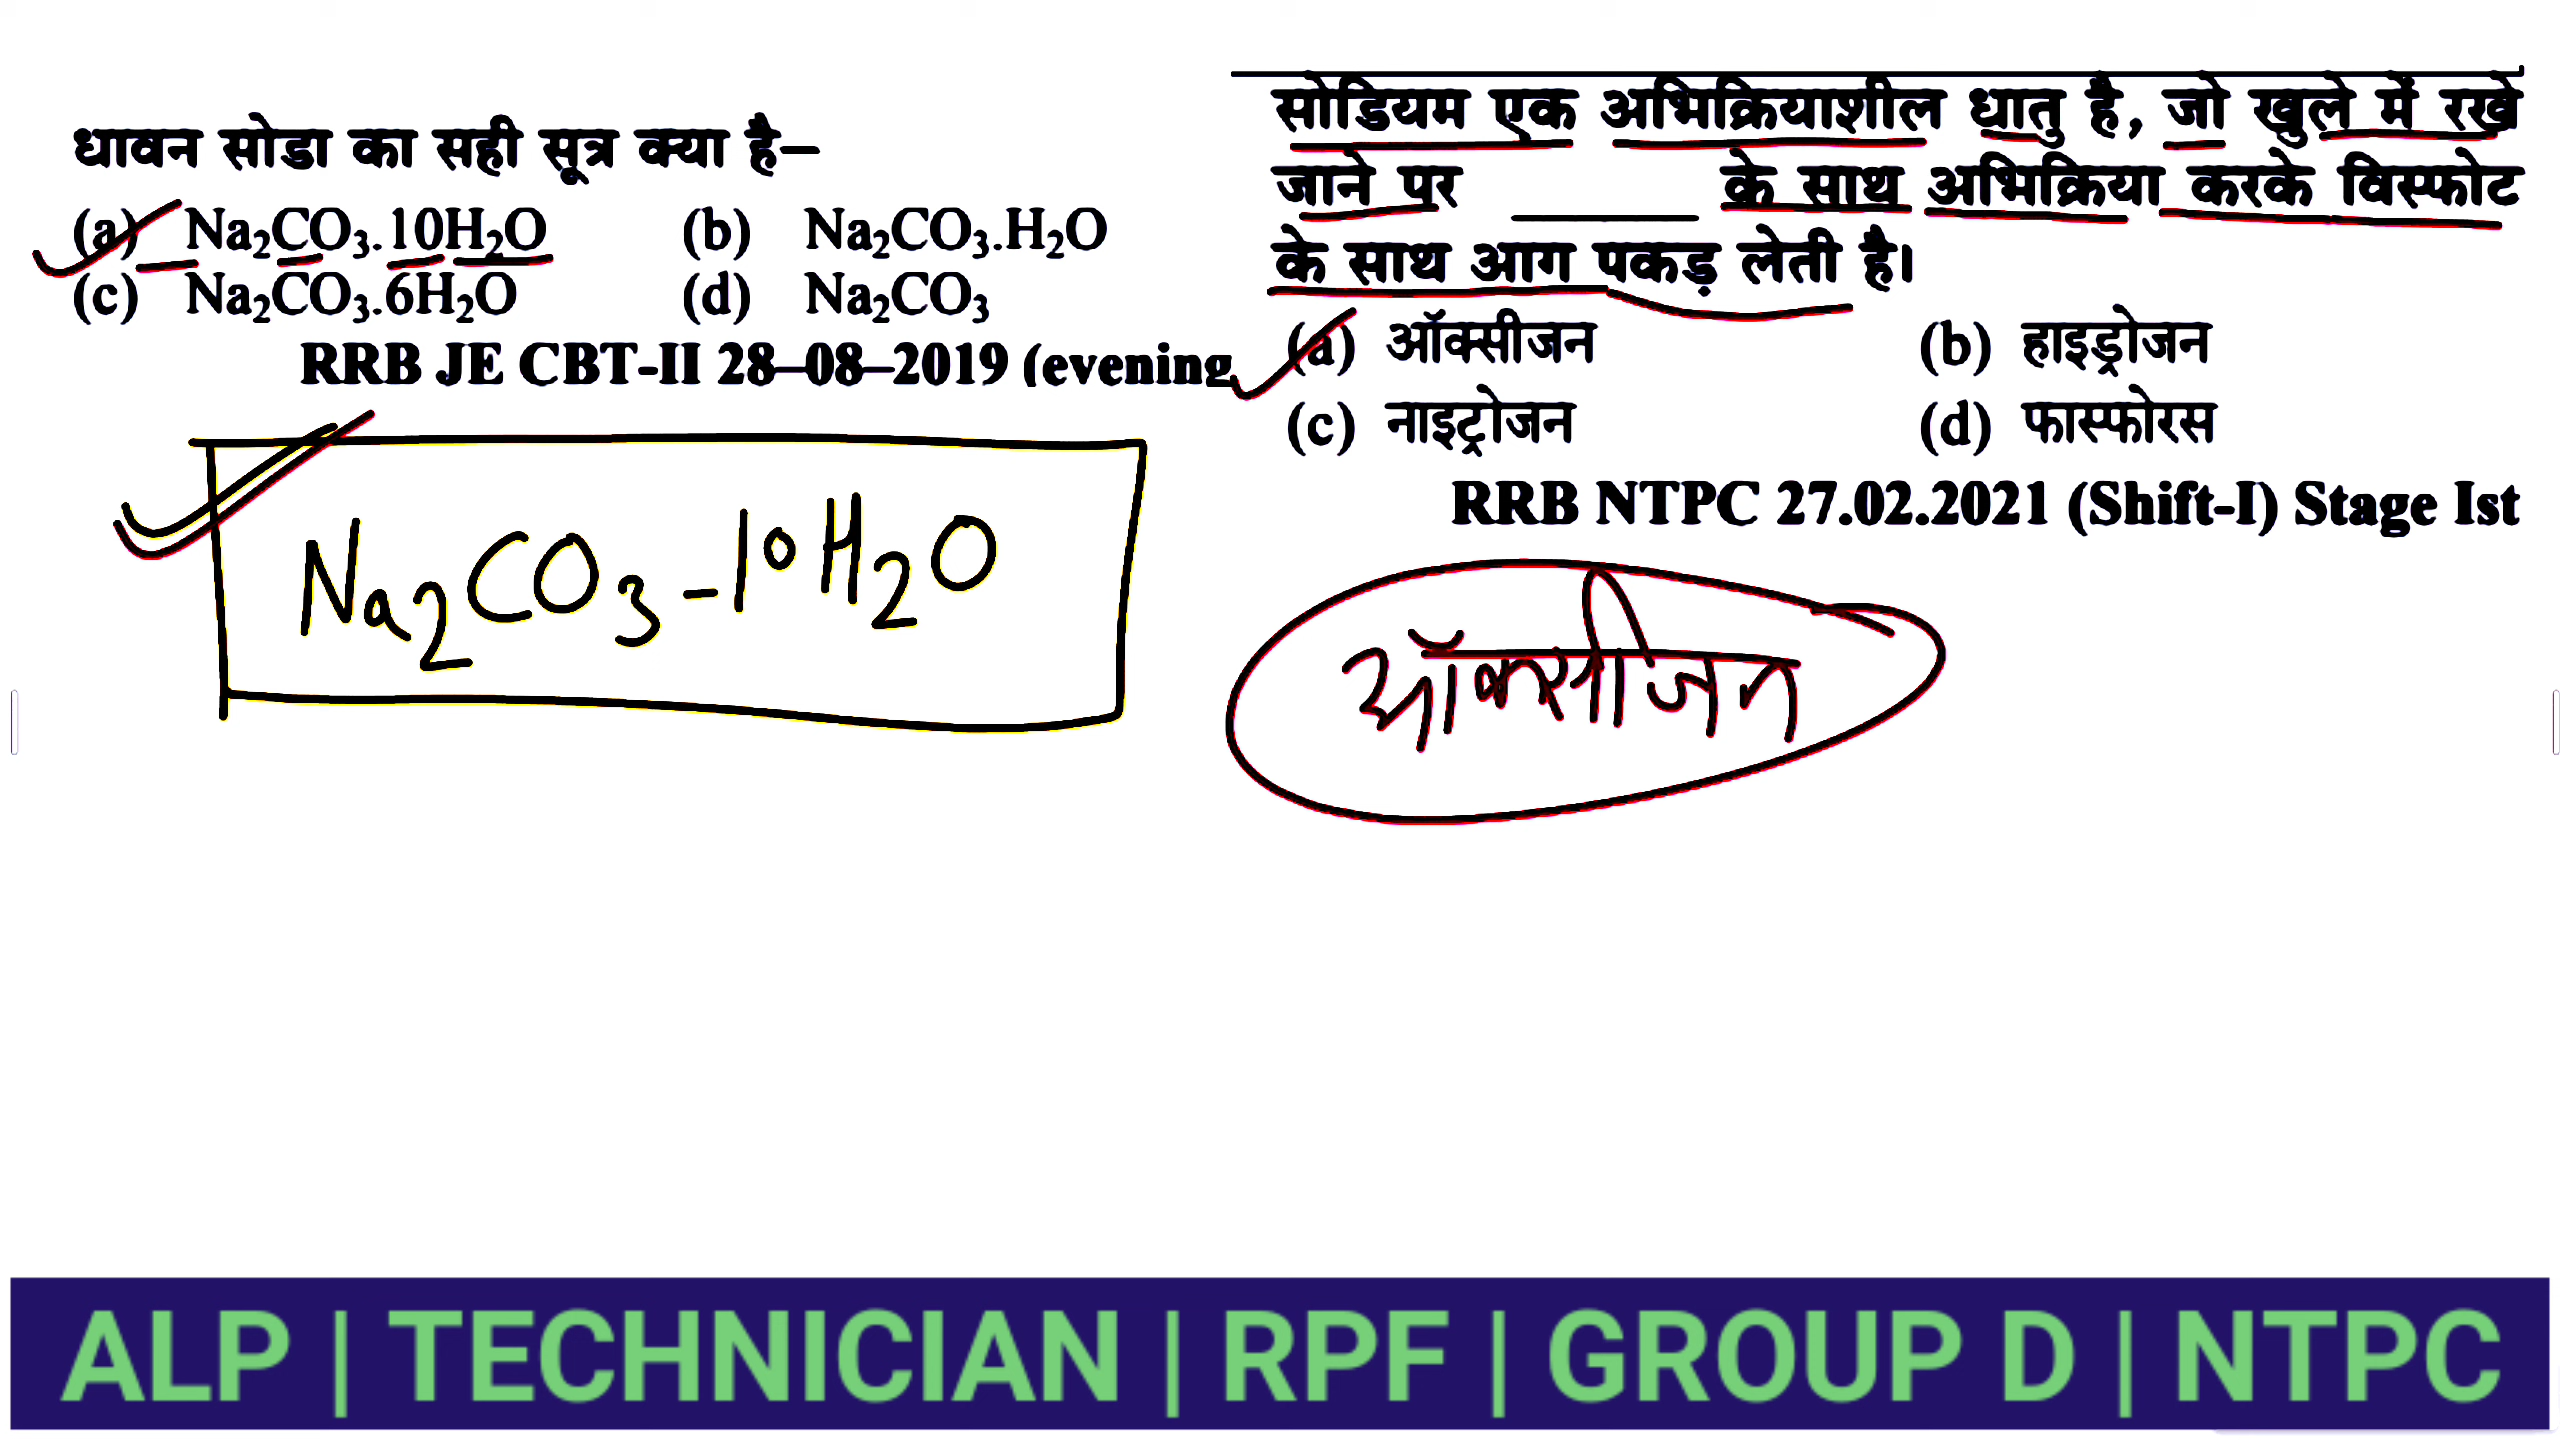 धावन सोडा का सही सूत्र क्या है–
(a) Na₂CO₃.10H₂O (b) Na₂CO₃.H₂O
(c) Na₂CO₃.6H₂O (d) Na₂CO₃
RRB JE CBT-II 28–08–2019 (evening
Na₂CO₃-10H₂O
सोडियम एक अभिक्रियाशील धातु है, जो खुले में रखे
जाने पर ______ के साथ अभिक्रिया करके विस्फोट
के साथ आग पकड़ लेती है।
(a) ऑक्सीजन (b) हाइड्रोजन
(c) नाइट्रोजन (d) फास्फोरस
RRB NTPC 27.02.2021 (Shift-I) Stage Ist
ऑक्सीजन
ALP | TECHNICIAN | RPF | GROUP D | NTPC